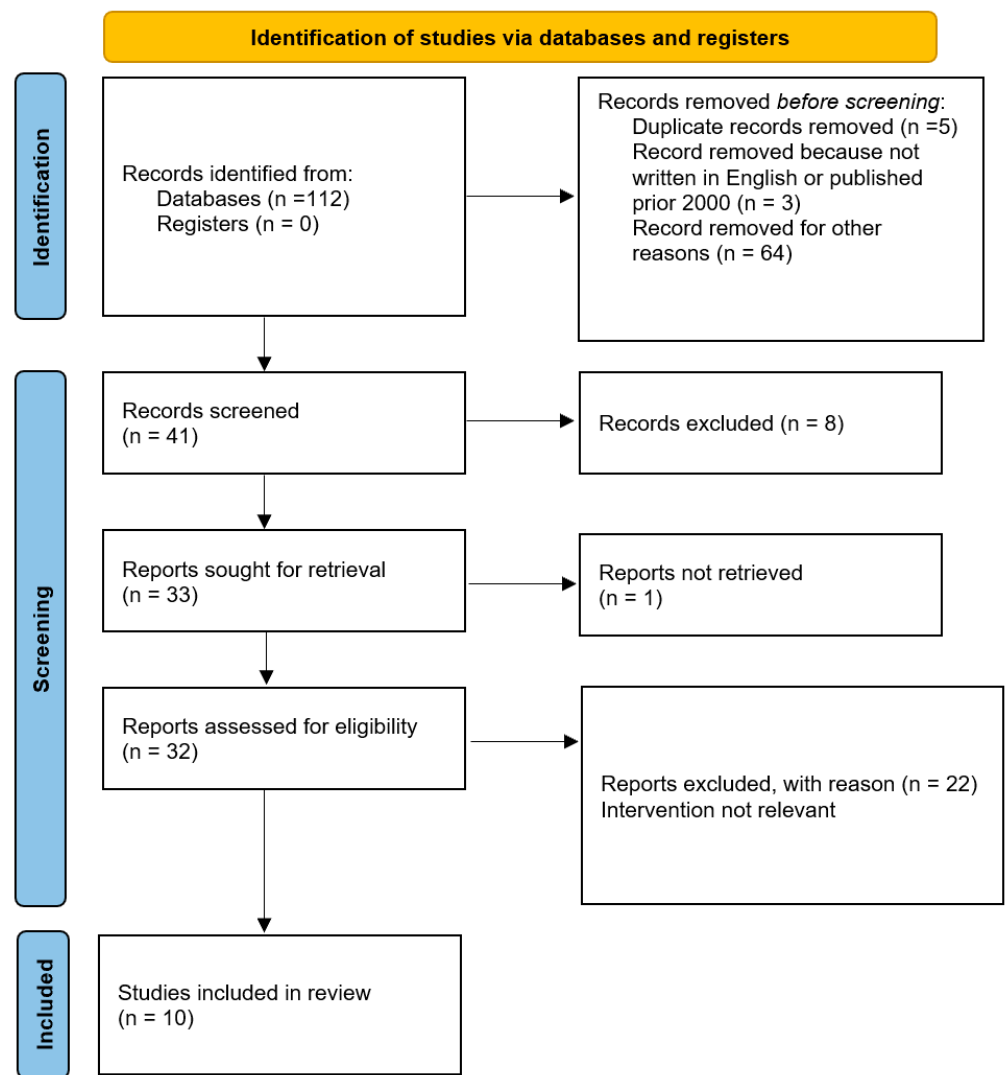 Identification of studies via databases and registers
Identification
Records identified from:
Databases (n =112)
Registers (n = 0)
Records removed before screening:
Duplicate records removed (n =5)
Record removed because not
written in English or published
prior 2000 (n = 3)
Record removed for other
reasons (n = 64)
Screening
Records screened
(n = 41)
Records excluded (n = 8)
Reports sought for retrieval
(n = 33)
Reports not retrieved
(n = 1)
Reports assessed for eligibility
(n = 32)
Reports excluded, with reason (n = 22)
Intervention not relevant
Included
Studies included in review
(n = 10)